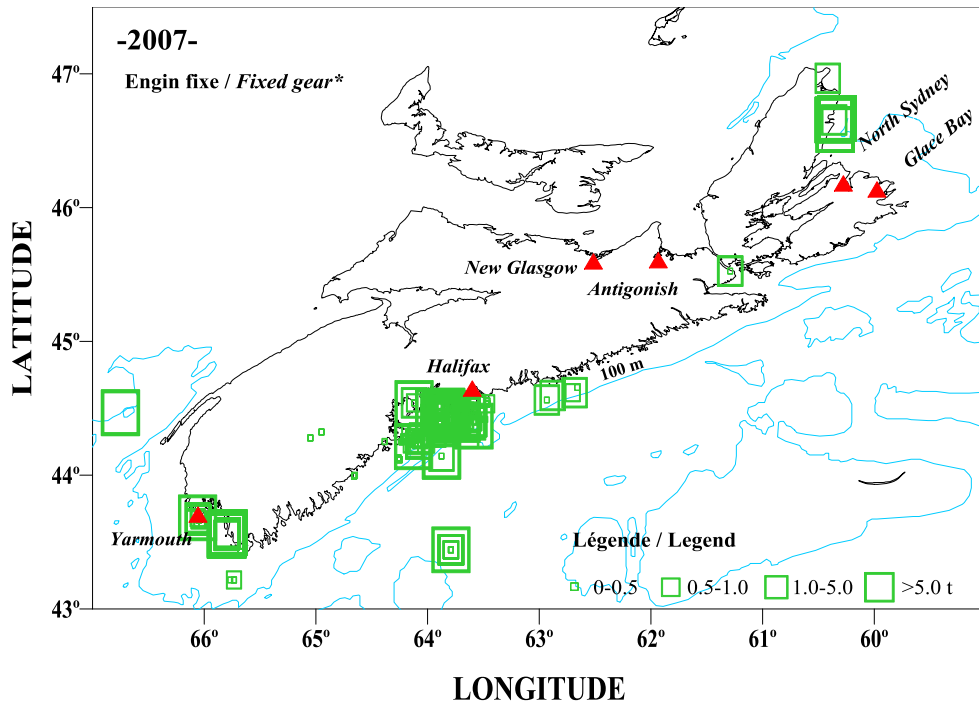 -2007-
Engin fixe / Fixed gear*
47º
46º
45º
44º
43º
LATITUDE
North Sydney
Glace Bay
New Glasgow
Antigonish
Halifax
100 m
Yarmouth
Légende / Legend
0-0.5 0.5-1.0 1.0-5.0 >5.0 t
66º 65º 64º 63º 62º 61º 60º
LONGITUDE